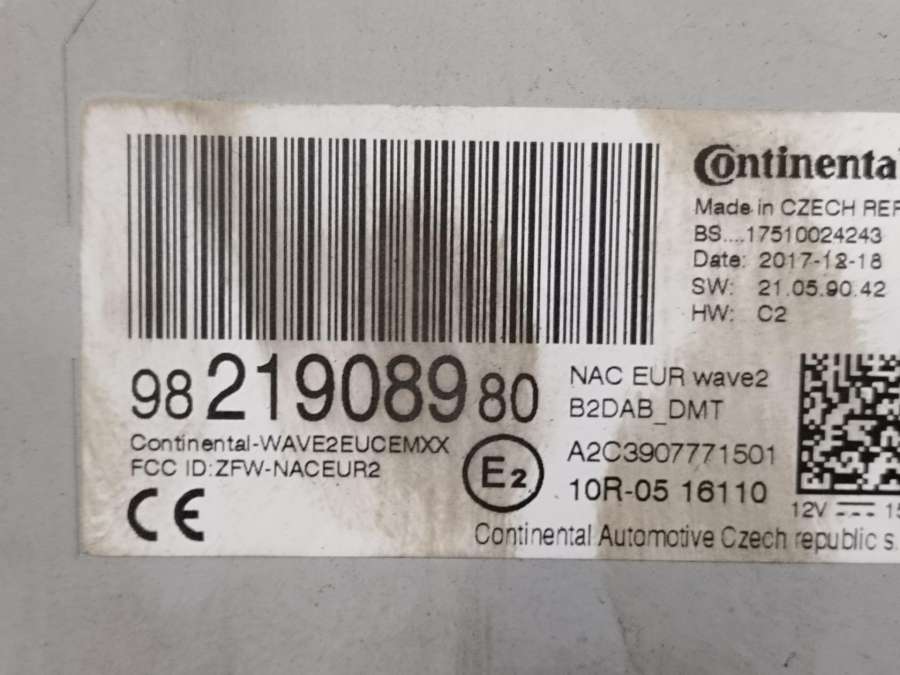 Continenta
Made in CZECH REP
BS....17510024243
Date: 2017-12-18
SW: 21.05.90.42
HW: C2
98 219089 80
NAC EUR wave2
B2DAB_DMT
Continental-WAVE2EUCEMXX
FCC ID:ZFW-NACEUR2
E2
A2C3907771501
10R-05 16110
CE
12V 15
Continental Automotive Czech republic s.